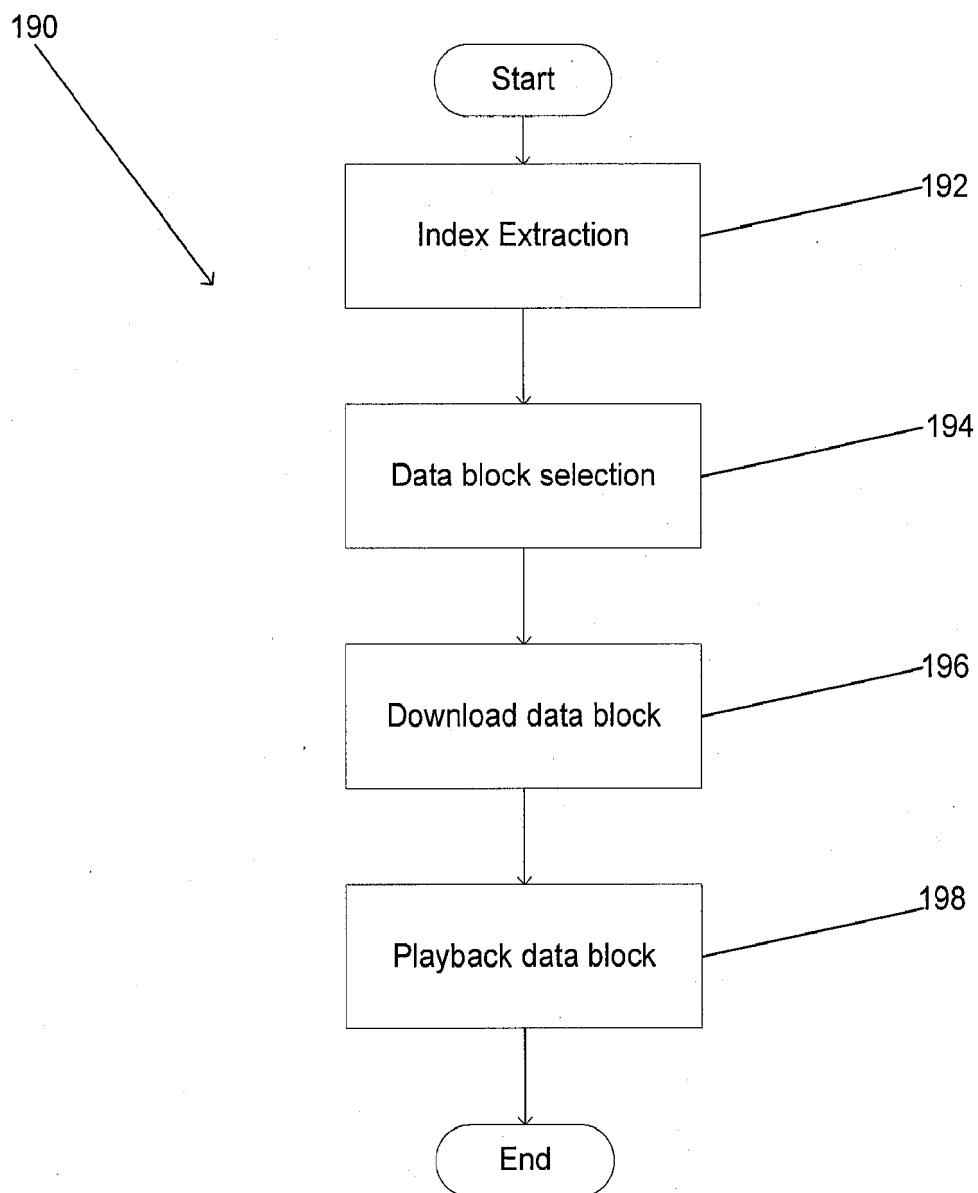 190
Start
Index Extraction
192
Data block selection
194
Download data block
196
Playback data block
198
End